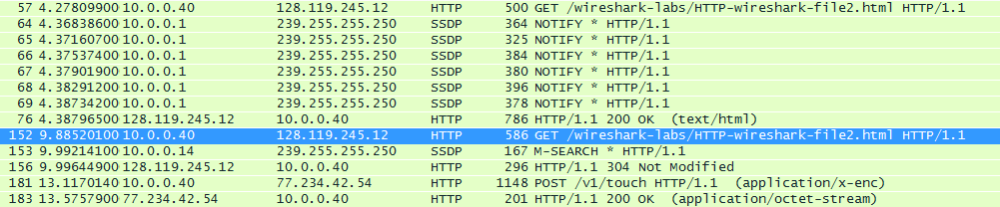 57 4.27809900 10.0.0.40 128.119.245.12 HTTP 500 GET /wireshark-labs/HTTP-wireshark-file2.html HTTP/1.1
64 4.36838600 10.0.0.1 239.255.255.250 SSDP 364 NOTIFY * HTTP/1.1
65 4.37160700 10.0.0.1 239.255.255.250 SSDP 325 NOTIFY * HTTP/1.1
66 4.37537400 10.0.0.1 239.255.255.250 SSDP 384 NOTIFY * HTTP/1.1
67 4.37901900 10.0.0.1 239.255.255.250 SSDP 380 NOTIFY * HTTP/1.1
68 4.38291200 10.0.0.1 239.255.255.250 SSDP 396 NOTIFY * HTTP/1.1
69 4.38734200 10.0.0.1 239.255.255.250 SSDP 378 NOTIFY * HTTP/1.1
76 4.38796500 128.119.245.12 10.0.0.40 HTTP 786 HTTP/1.1 200 OK (text/html)
152 9.88520100 10.0.0.40 128.119.245.12 HTTP 586 GET /wireshark-labs/HTTP-wireshark-file2.html HTTP/1.1
153 9.99214100 10.0.0.14 239.255.255.250 SSDP 167 M-SEARCH * HTTP/1.1
156 9.99644900 128.119.245.12 10.0.0.40 HTTP 296 HTTP/1.1 304 Not Modified
181 13.1170140 10.0.0.40 77.234.42.54 HTTP 1148 POST /v1/touch HTTP/1.1 (application/x-enc)
183 13.5757900 77.234.42.54 10.0.0.40 HTTP 201 HTTP/1.1 200 OK (application/octet-stream)